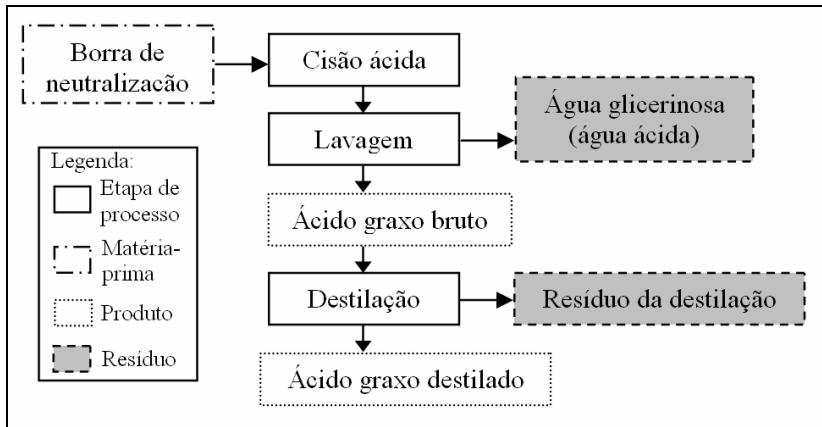 Borra de
neutralizacão
Cisão ácida
Lavagem
Água glicerinosa
(água ácida)
Ácido graxo bruto
Destilação
Resíduo da destilação
Ácido graxo destilado
Legenda:
Etapa de
processo
Matéria-
prima
Produto
Resíduo